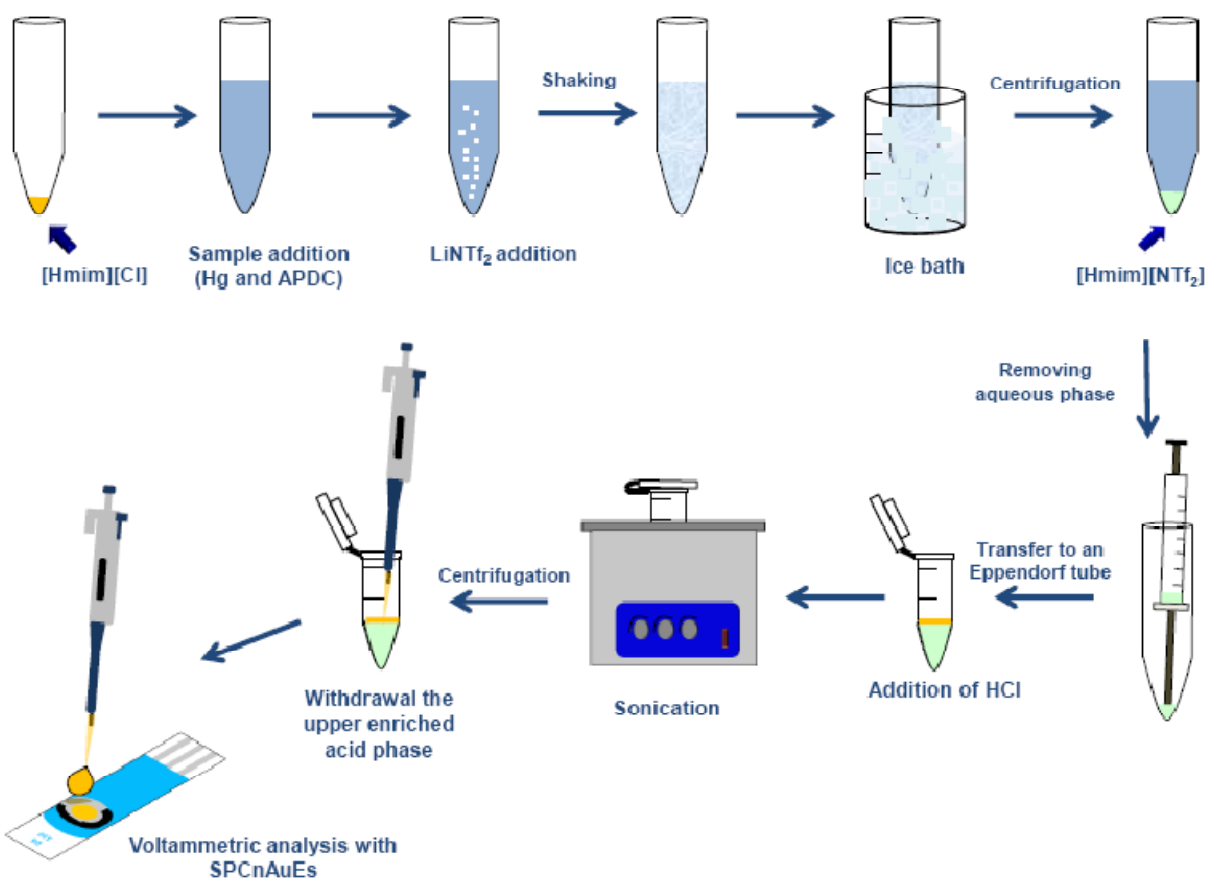 Shaking
Centrifugation
[Hmim][Cl]
Sample addition
(Hg and APDC)
LiNTf₂ addition
Ice bath
[Hmim][NTf₂]
Removing
aqueous phase
Transfer to an
Eppendorf tube
Addition of HCl
Sonication
Centrifugation
Withdrawal the
upper enriched
acid phase
Voltammetric analysis with
SPCnAuEs